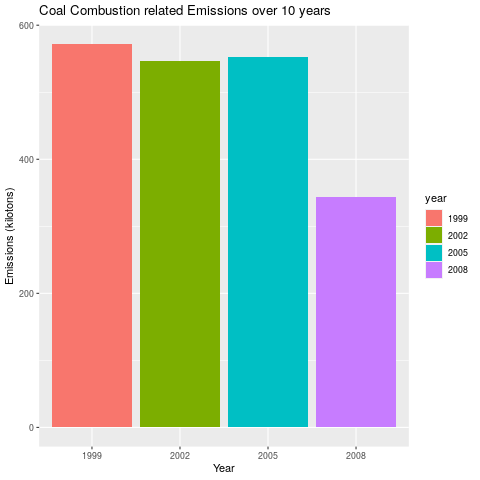 Coal Combustion related Emissions over 10 years
600
400
200
0
Emissions (kilotons)
1999 2002 2005 2008
Year
year
1999
2002
2005
2008